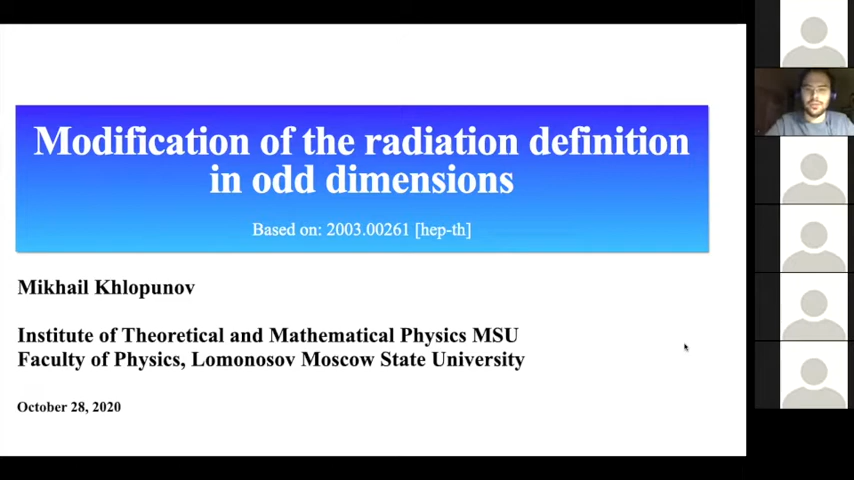 Modification of the radiation definition
in odd dimensions
Based on: 2003.00261 [hep-th]
Mikhail Khlopunov
Institute of Theoretical and Mathematical Physics MSU
Faculty of Physics, Lomonosov Moscow State University
October 28, 2020